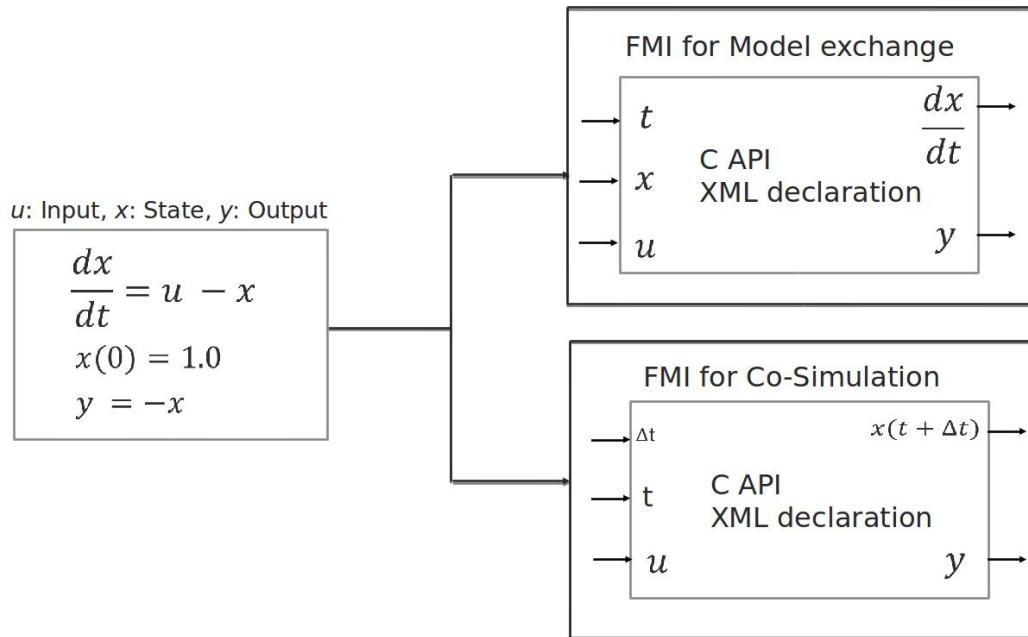 u: Input, x: State, y: Output
dx/dt = u − x
x(0) = 1.0
y = −x
FMI for Model exchange
t
x
u
C API
XML declaration
dx/dt
y
FMI for Co-Simulation
Δt
t
u
C API
XML declaration
x(t + Δt)
y